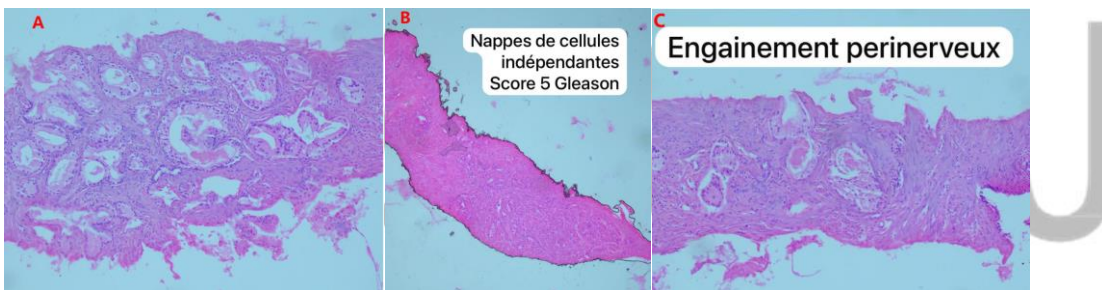 A
B
Nappes de cellules
indépendantes
Score 5 Gleason
C
Engainement perinerveux
U